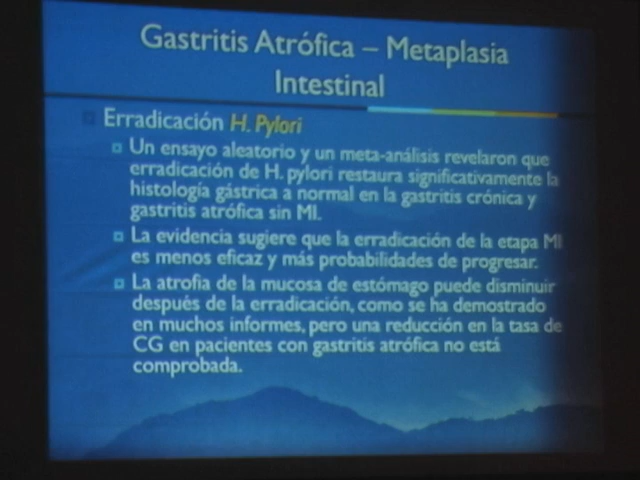 Gastritis Atrófica – Metaplasia
Intestinal
Erradicación H. Pylori
Un ensayo aleatorio y un meta-análisis revelaron que
erradicación de H. pylori restaura significativamente la
histología gástrica a normal en la gastritis crónica y
gastritis atrófica sin MI.
La evidencia sugiere que la erradicación de la etapa MI
es menos eficaz y más probabilidades de progresar.
La atrofia de la mucosa de estómago puede disminuir
después de la erradicación, como se ha demostrado
en muchos informes, pero una reducción en la tasa de
CG en pacientes con gastritis atrófica no está
comprobada.